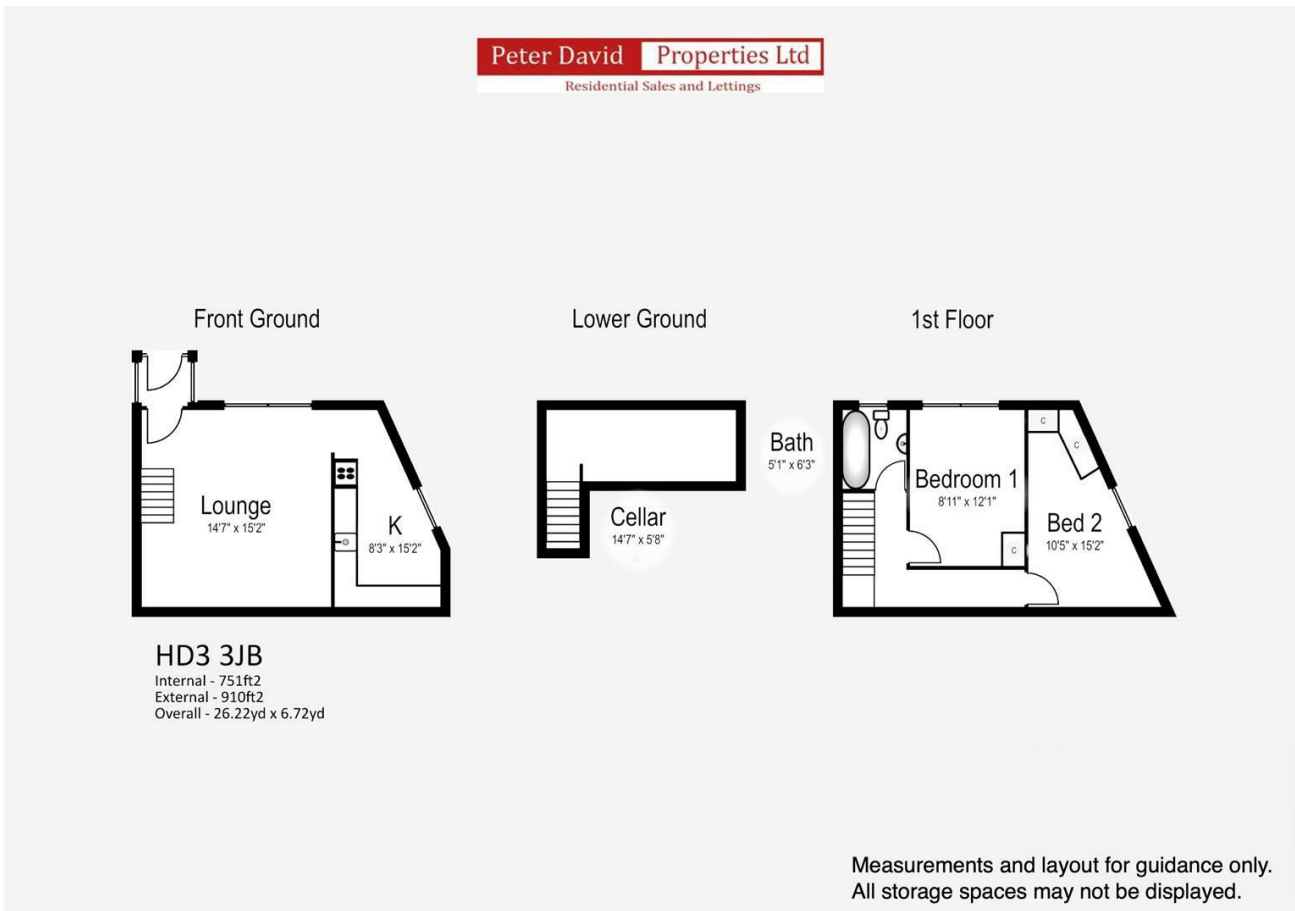 Peter David Properties Ltd
Residential Sales and Lettings
Front Ground
Lower Ground
1st Floor
Lounge
14'7" x 15'2"
K
8'3" x 15'2"
Cellar
14'7" x 5'8"
Bath
5'1" x 6'3"
Bedroom 1
8'11" x 12'1"
C
C
C
Bed 2
10'5" x 15'2"
HD3 3JB
Internal - 751ft2
External - 910ft2
Overall - 26.22yd x 6.72yd
Measurements and layout for guidance only.
All storage spaces may not be displayed.